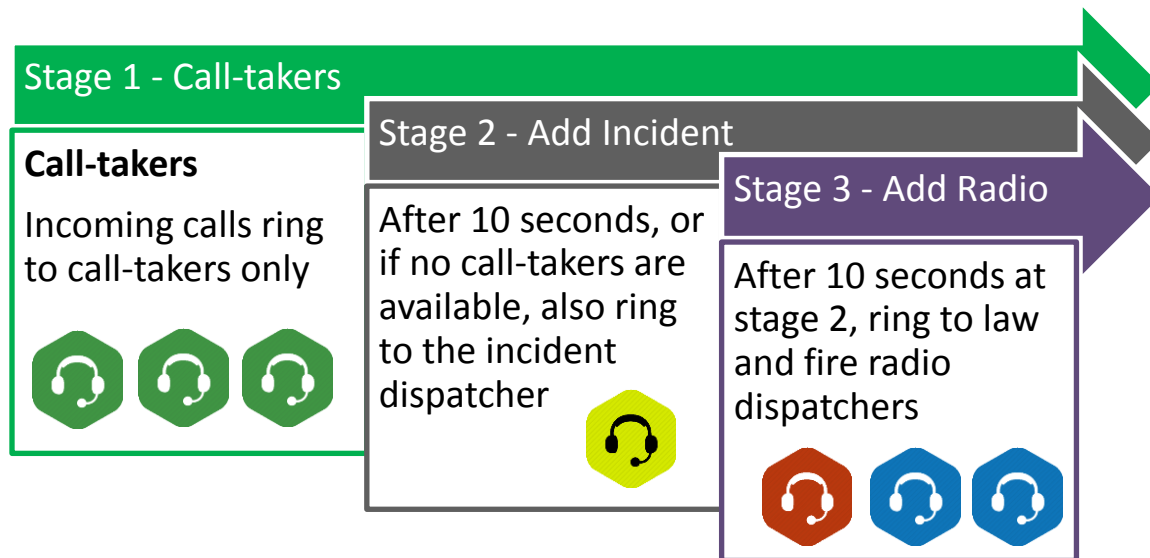 Stage 1 - Call-takers
Call-takers
Incoming calls ring
to call-takers only
Stage 2 - Add Incident
After 10 seconds, or
if no call-takers are
available, also ring
to the incident
dispatcher
Stage 3 - Add Radio
After 10 seconds at
stage 2, ring to law
and fire radio
dispatchers